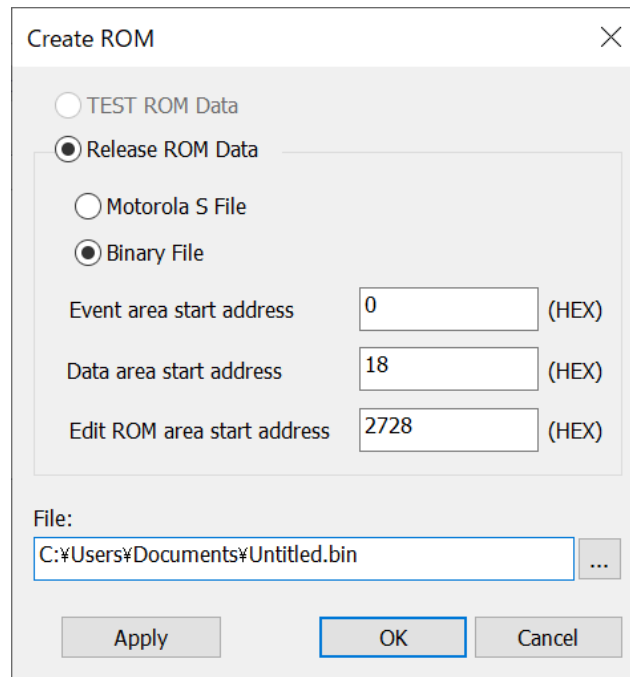 Create ROM
TEST ROM Data
Release ROM Data
Motorola S File
Binary File
Event area start address 0 (HEX)
Data area start address 18 (HEX)
Edit ROM area start address 2728 (HEX)
File:
C:¥Users¥Documents¥Untitled.bin ...
Apply OK Cancel